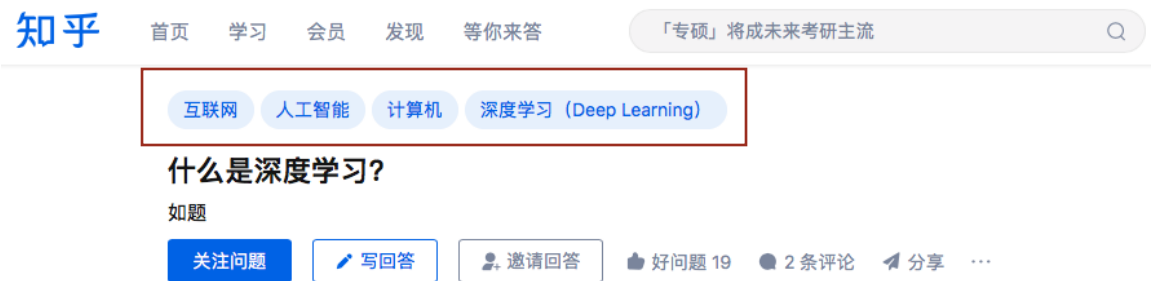 知乎 首页 学习 会员 发现 等你来答 「专硕」将成未来考研主流
互联网 人工智能 计算机 深度学习（Deep Learning）
什么是深度学习?
如题
关注问题 写回答 邀请回答 好问题 19 2 条评论 分享 ···